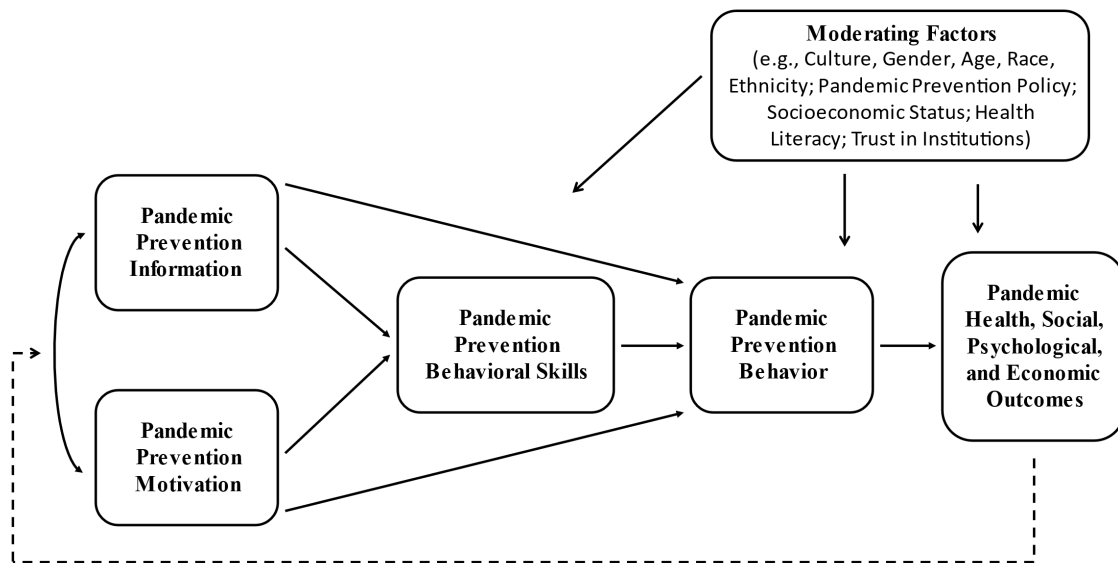 Moderating Factors
(e.g., Culture, Gender, Age, Race,
Ethnicity; Pandemic Prevention Policy;
Socioeconomic Status; Health
Literacy; Trust in Institutions)
Pandemic
Prevention
Information
Pandemic
Prevention
Behavioral Skills
Pandemic
Prevention
Behavior
Pandemic
Health, Social,
Psychological,
and Economic
Outcomes
Pandemic
Prevention
Motivation